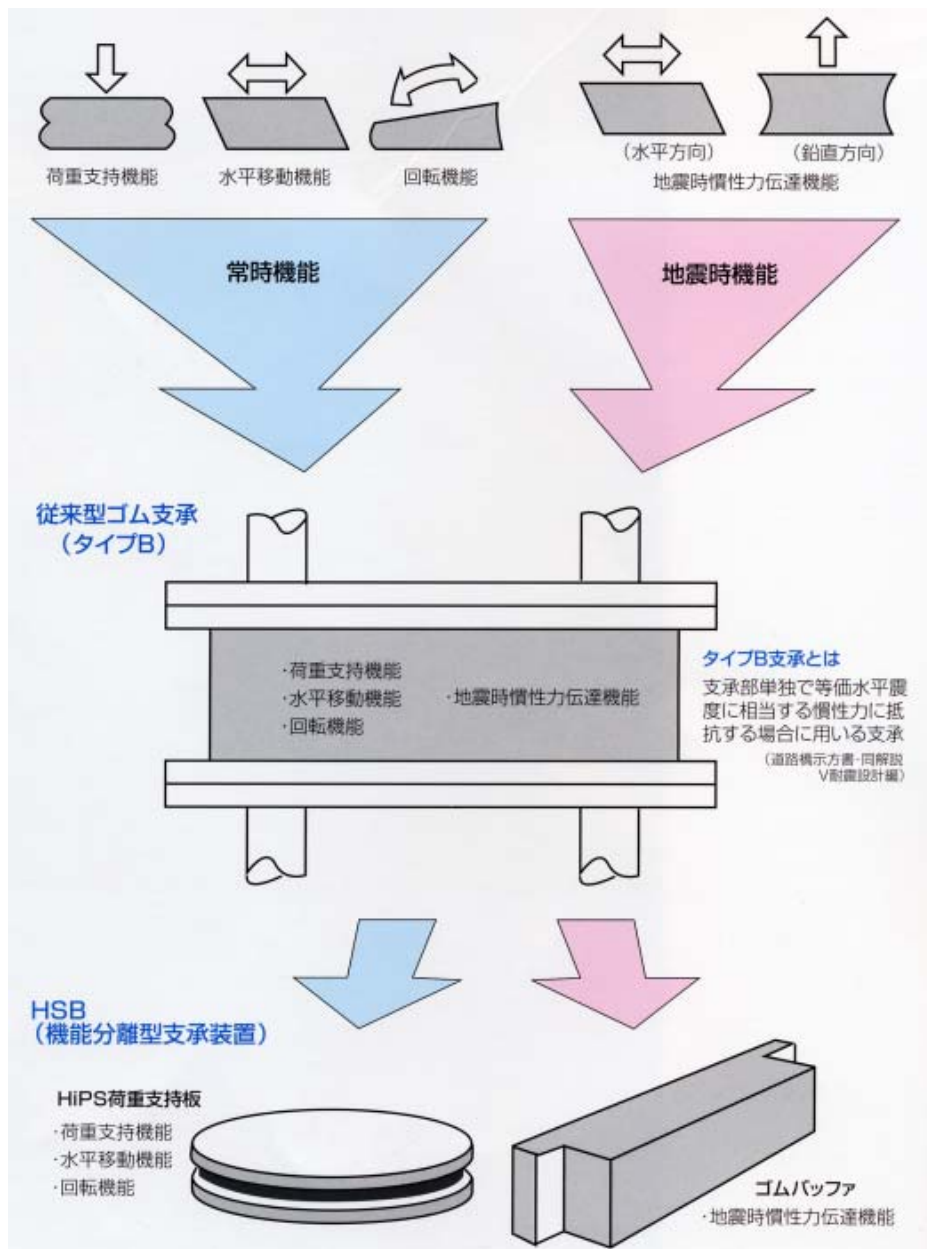 荷重支持機能
水平移動機能
回転機能
（水平方向）
（鉛直方向）
地震時慣性力伝達機能
常時機能
地震時機能
従来型ゴム支承
（タイプB）
・荷重支持機能
・水平移動機能
・回転機能
・地震時慣性力伝達機能
タイプB支承とは
支承部単独で等価水平震
度に相当する慣性力に抵
抗する場合に用いる支承
（道路橋示方書・同解説
V耐震設計編）
HSB
（機能分離型支承装置）
HiPS荷重支持板
・荷重支持機能
・水平移動機能
・回転機能
ゴムバッファ
・地震時慣性力伝達機能